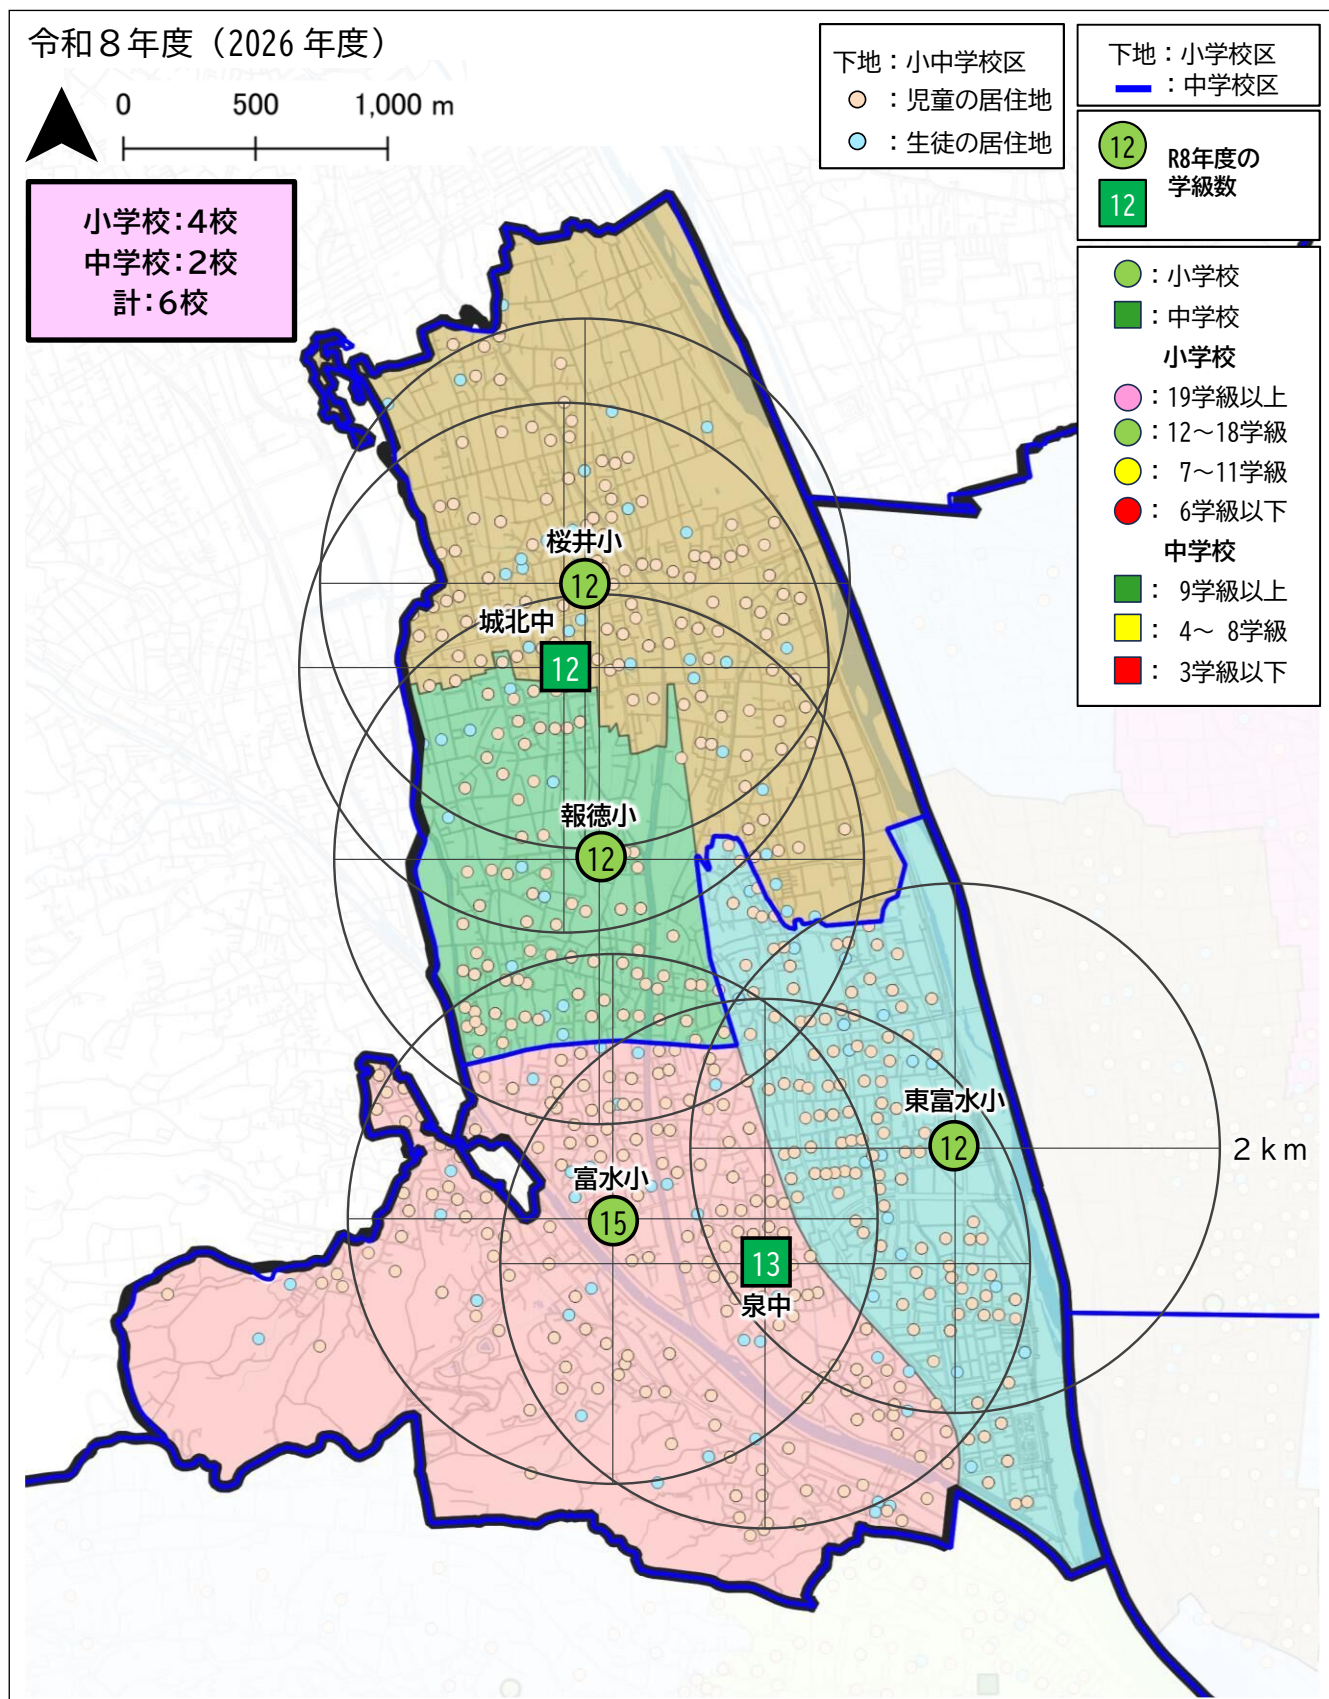 令和８年度（2026 年度）
0 500 1,000 m
小学校：4校
中学校：2校
計：6校
下地：小中学校区
：児童の居住地
：生徒の居住地
下地：小学校区
：中学校区
12
12
R8年度の
学級数
：小学校
：中学校
小学校
：19学級以上
：12～18学級
： 7～11学級
： 6学級以下
中学校
： 9学級以上
： 4～ 8学級
： 3学級以下
桜井小
12
城北中
12
報徳小
12
東富水小
12
2ｋｍ
富水小
15
13
泉中